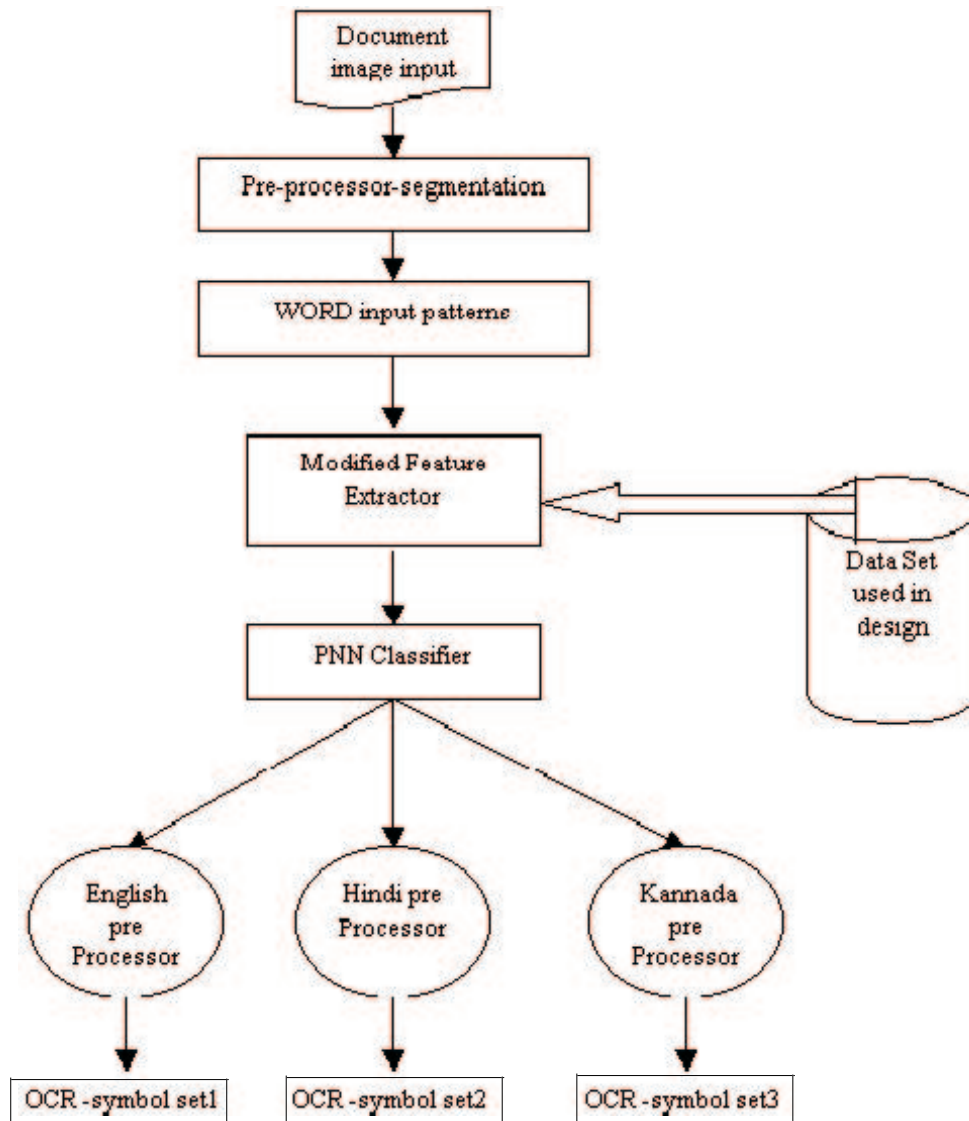 Document
image input
Pre-processor-segmentation
WORD input patterns
Modified Feature
Extractor
Data Set
used in
design
PNN Classifier
English
pre
Processor
Hindi pre
Processor
Kannada
pre
Processor
OCR -symbol set1
OCR -symbol set2
OCR -symbol set3